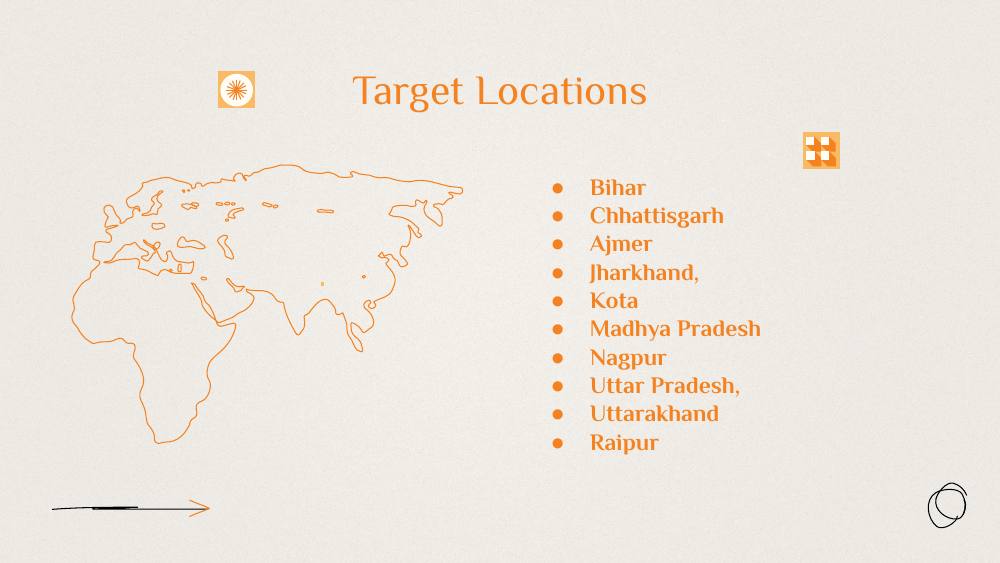 Target Locations
● Bihar
● Chhattisgarh
● Ajmer
● Jharkhand,
● Kota
● Madhya Pradesh
● Nagpur
● Uttar Pradesh,
● Uttarakhand
● Raipur